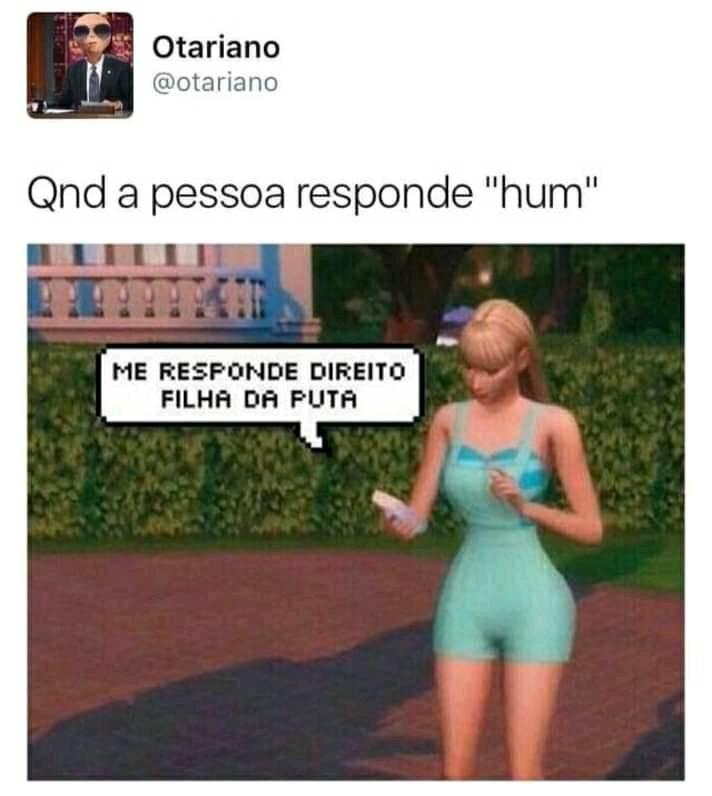 Otariano
@otariano
Qnd a pessoa responde "hum"
ME RESPONDE DIREITO
FILHA DA PUTA